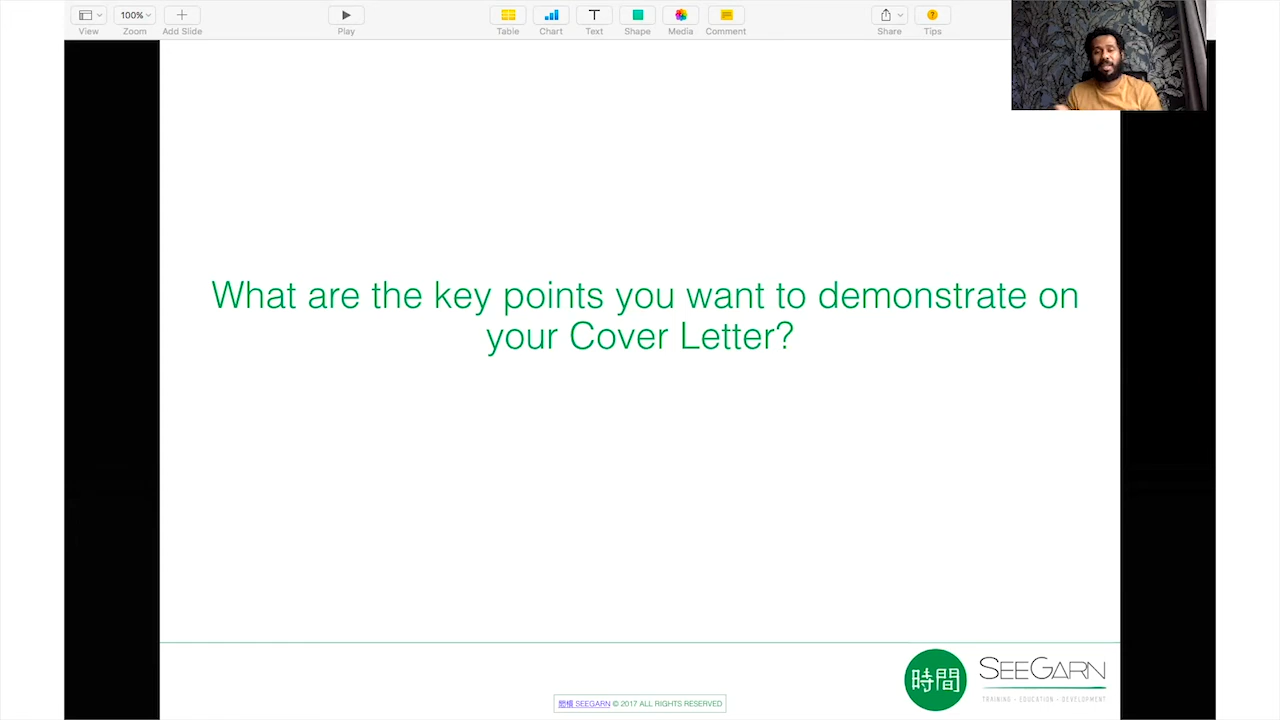 100%
View
Zoom
Add Slide
Play
Table
Chart
Text
Shape
Media
Comment
Share
Tips
What are the key points you want to demonstrate on
your Cover Letter?
時間
SEEGARN
TRAINING - EDUCATION - DEVELOPMENT
SEEGARN © 2017 ALL RIGHTS RESERVED